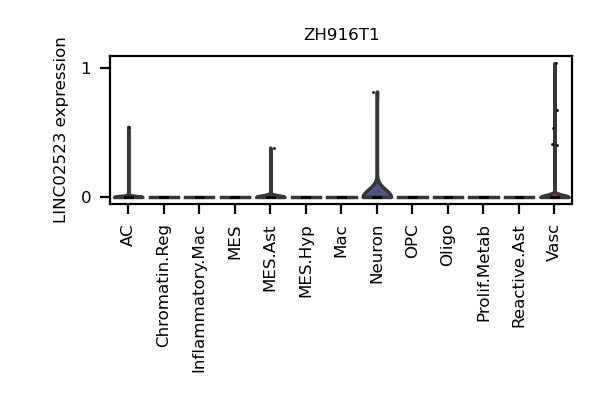 ZH916T1
LINC02523 expression
1
0
AC
Chromatin.Reg
Inflammatory.Mac
MES
MES.Ast
MES.Hyp
Mac
Neuron
OPC
Oligo
Prolif.Metab
Reactive.Ast
Vasc